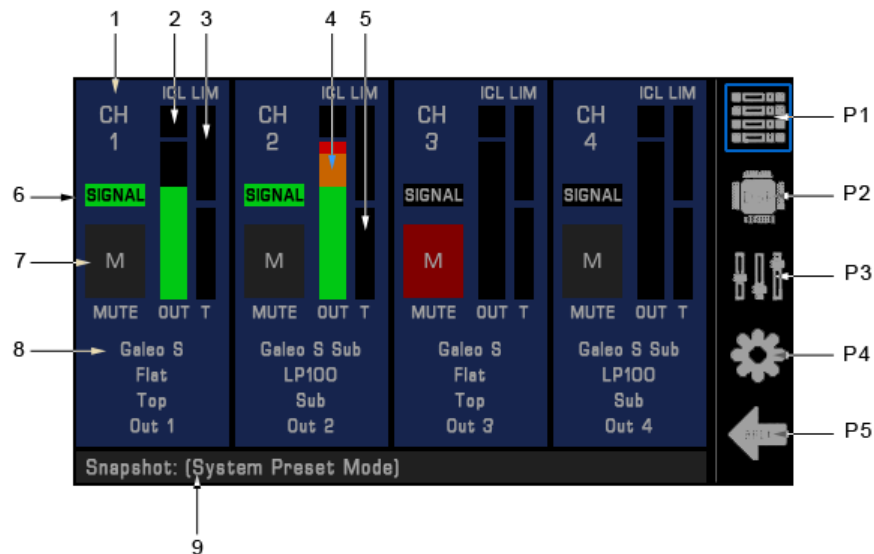 1 2 3 4 5
ICL LIM ICL LIM ICL LIM ICL LIM
CH 1 CH 2 CH 3 CH 4
P1
6 SIGNAL SIGNAL SIGNAL SIGNAL
P2
7 M M M M
P3
MUTE OUT T MUTE OUT T MUTE OUT T MUTE OUT T
8 Galeo S Galeo S Sub Galeo S Galeo S Sub
P4
Flat LP100 Flat LP100
Top Sub Top Sub
Out 1 Out 2 Out 3 Out 4
P5
Snapshot: (System Preset Mode)
9